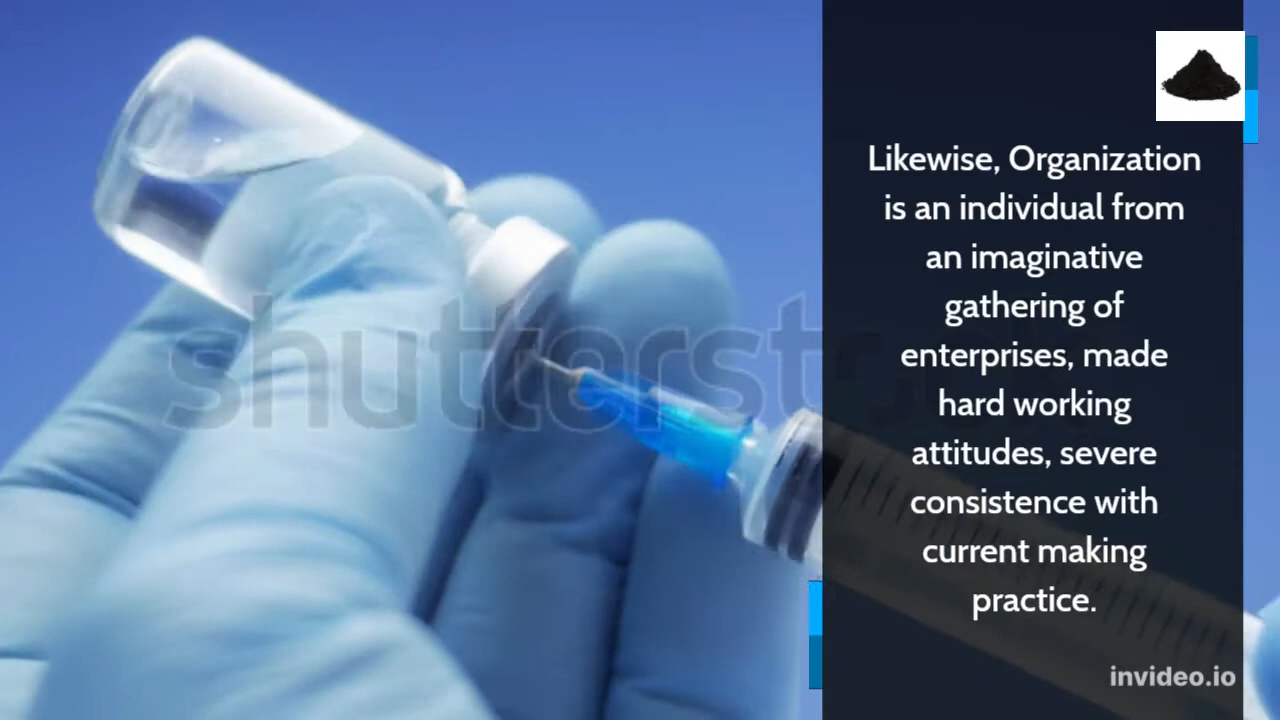 Likewise, Organization
is an individual from
an imaginative
gathering of
enterprises, made
hard working
attitudes, severe
consistence with
current making
practice.
shutterst
invideo.io